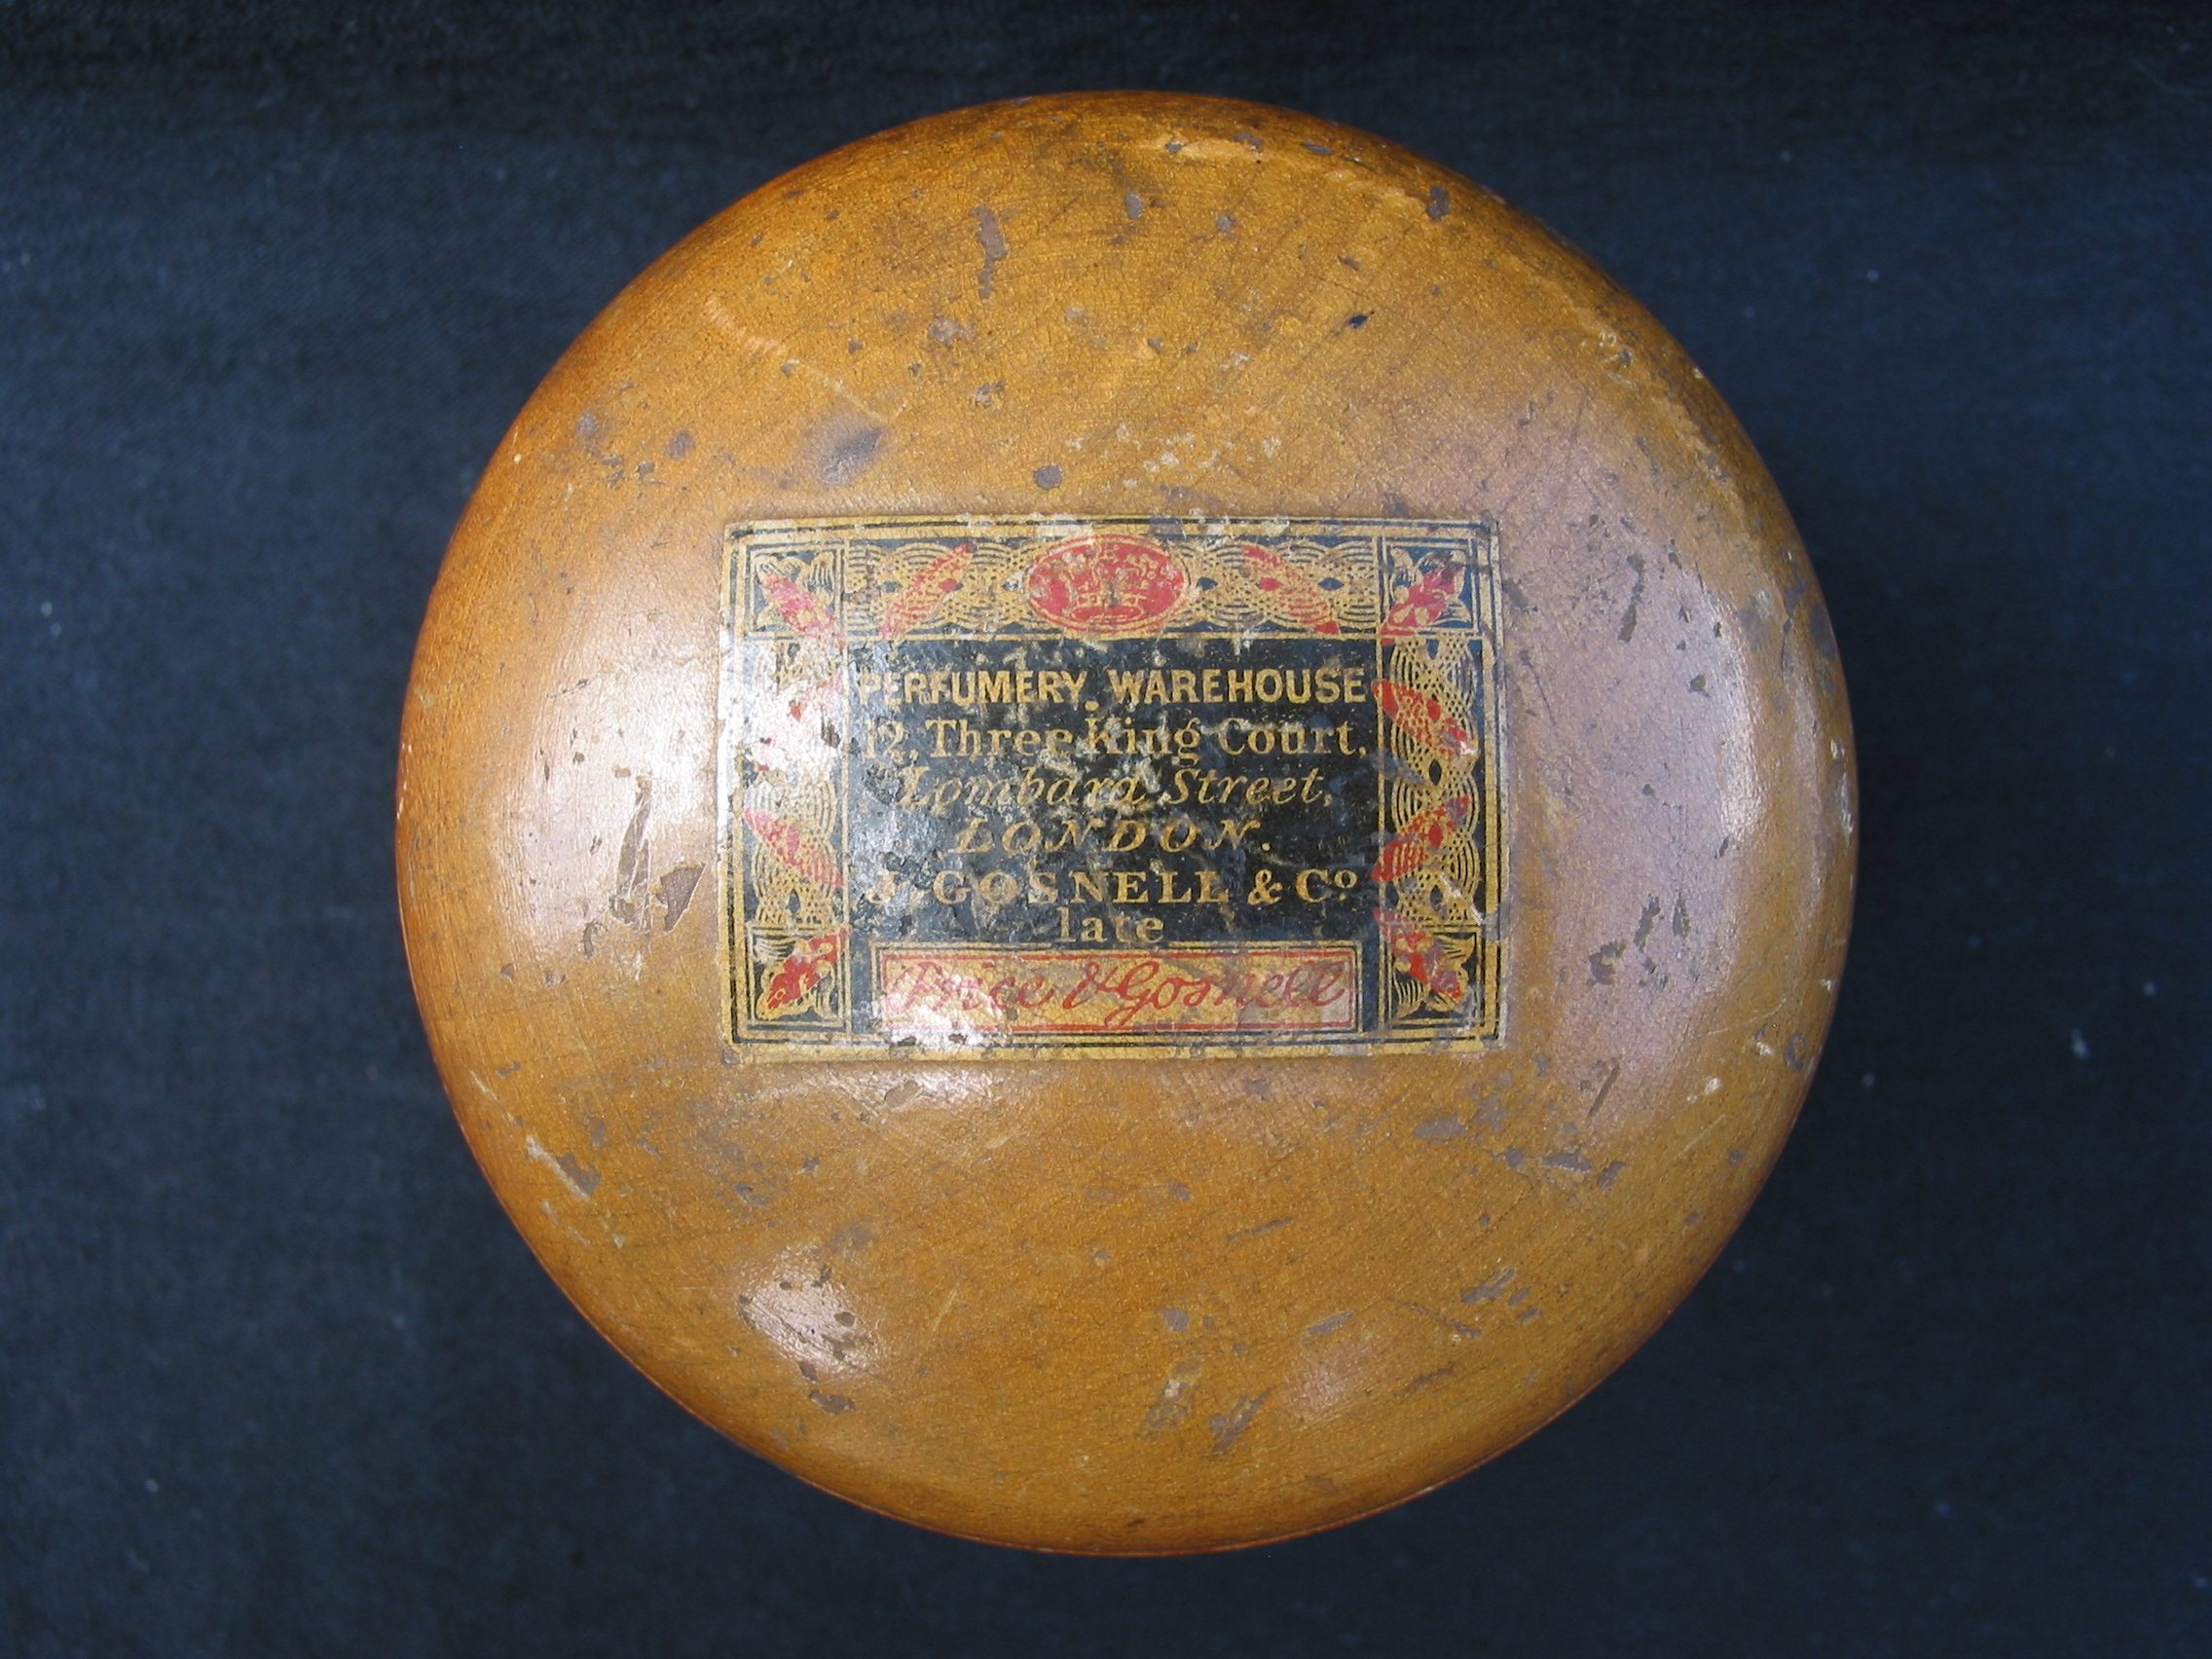 PERFUMERY. WAREHOUSE
12, Three King Court,
Lombard Street,
LONDON.
J. GOSNELL & Co
late
Price & Gosnell